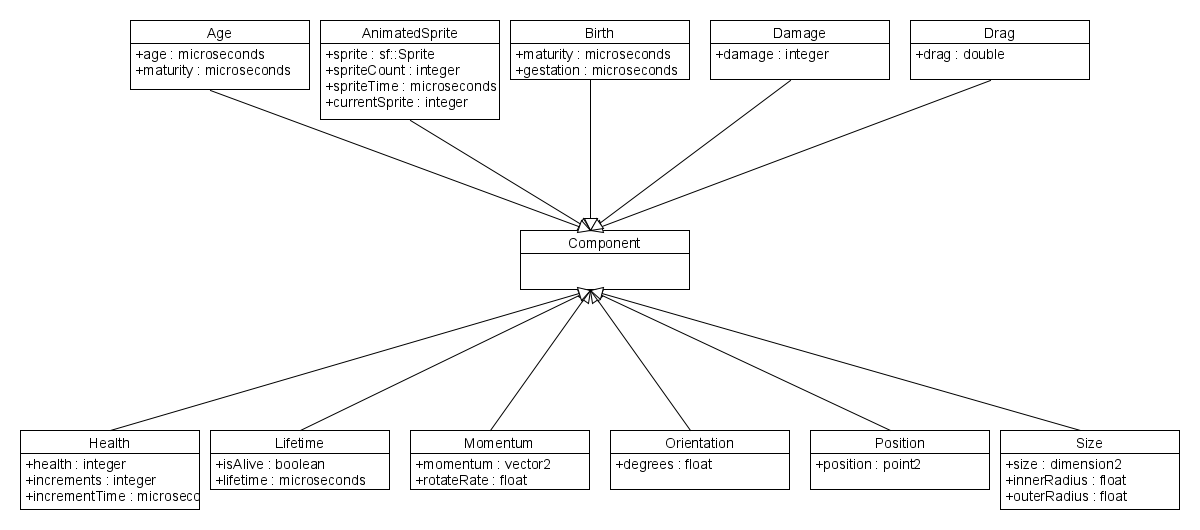 Age
+age : microseconds
+maturity : microseconds
AnimatedSprite
+sprite : sf::Sprite
+spriteCount : integer
+spriteTime : microseconds
+currentSprite : integer
Birth
+maturity : microseconds
+gestation : microseconds
Damage
+damage : integer
Drag
+drag : double
Component
Health
+health : integer
+increments : integer
+incrementTime : microsec
Lifetime
+isAlive : boolean
+lifetime : microseconds
Momentum
+momentum : vector2
+rotateRate : float
Orientation
+degrees : float
Position
+position : point2
Size
+size : dimension2
+innerRadius : float
+outerRadius : float